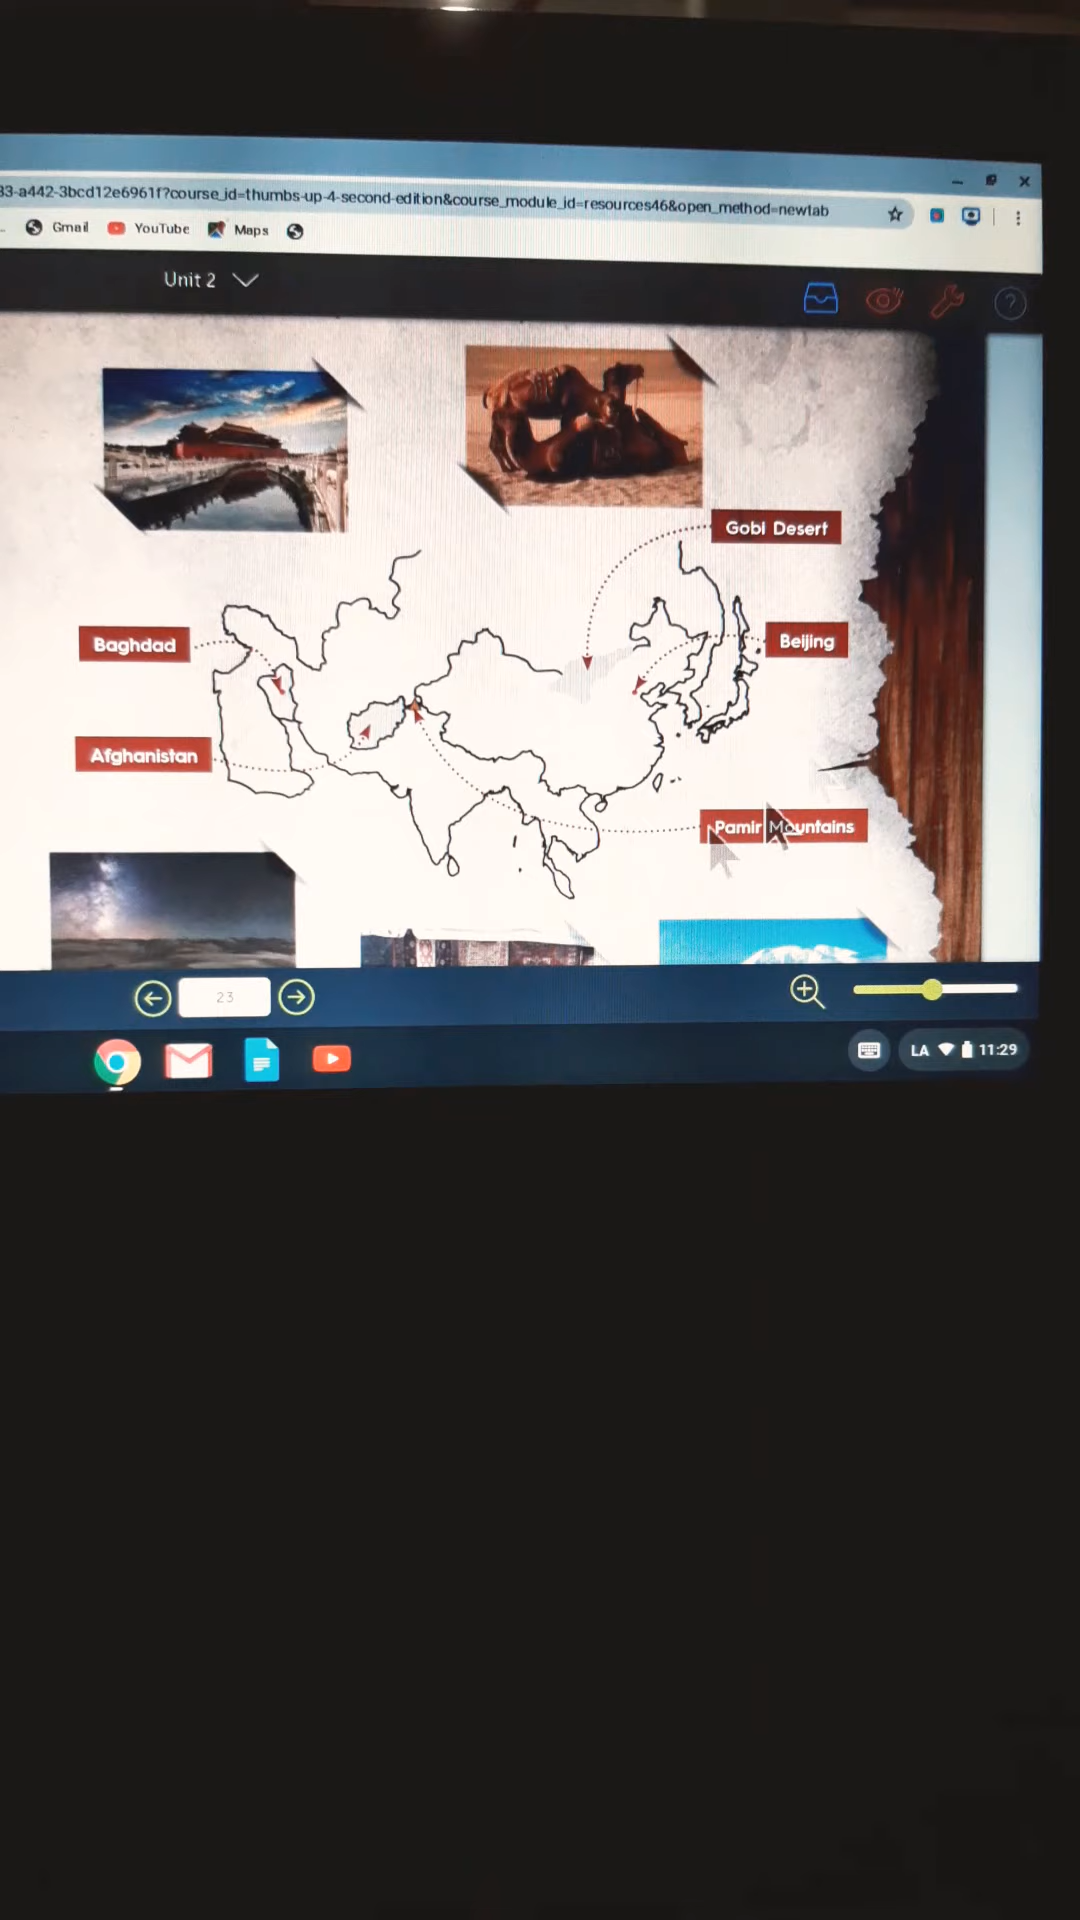 33-a442-3bcd12e6961f?course_id=thumbs-up-4-second-edition&course_module_id=resources46&open_method=newtab
Gmail YouTube Maps
Unit 2
Gobi Desert
Baghdad
Beijing
Afghanistan
Pamir Mountains
23
LA 11:29